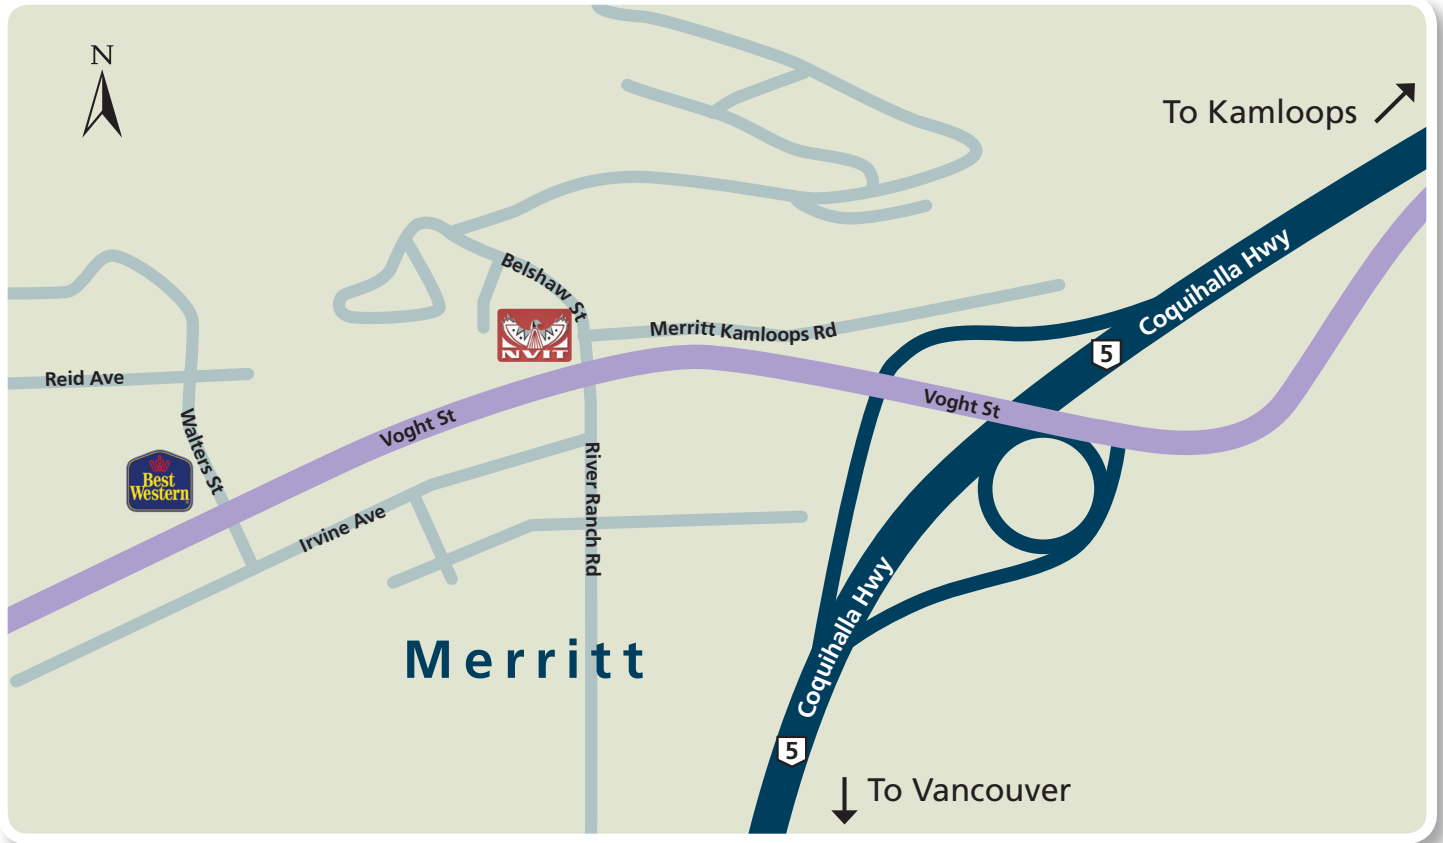 N
To Kamloops
Coquihalla Hwy
5
Belshaw St
Merritt Kamloops Rd
NVIT
Reid Ave
Voght St
Voght St
Walters St
Best
Western
River Ranch Rd
Irvine Ave
Coquihalla Hwy
Merritt
5
To Vancouver